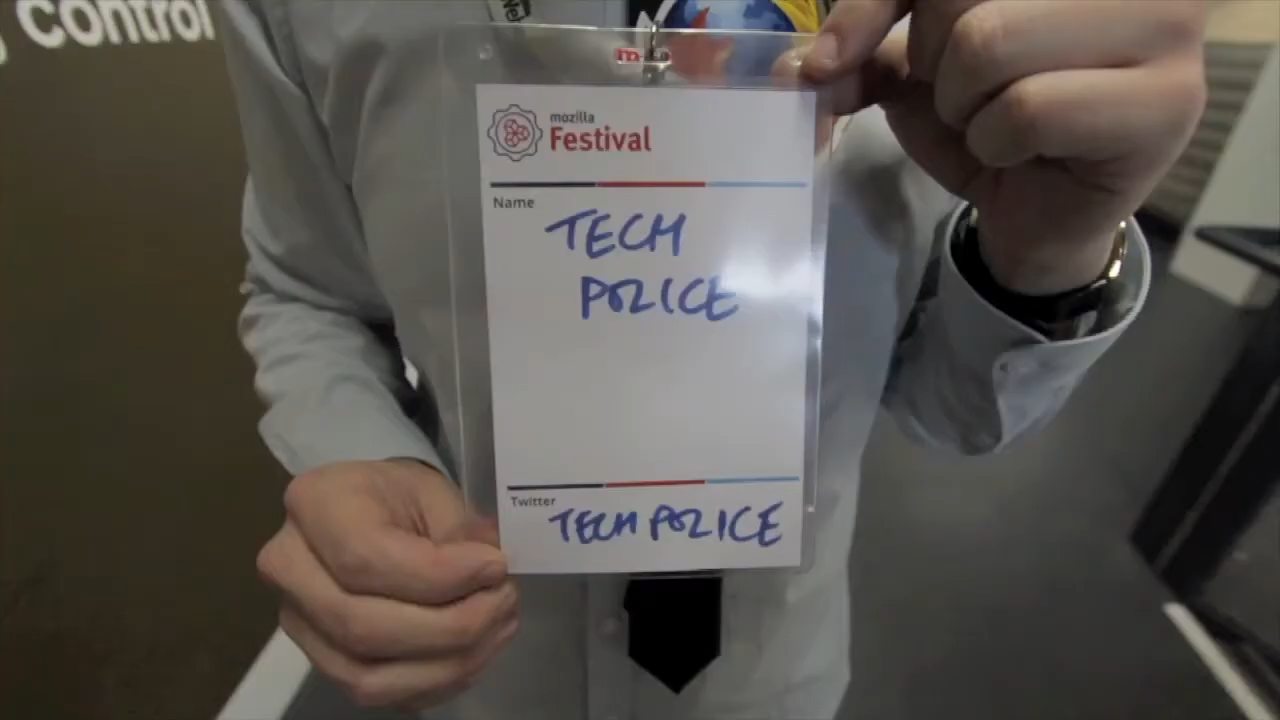 control
mozilla
Festival
Name
TECH
POLICE
Twitter
TECH POLICE